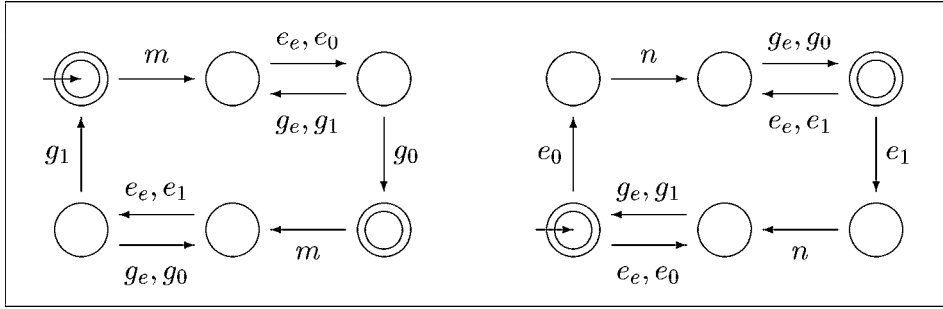 m
e_e, e_0
g_e, g_1
g_1
g_0
e_e, e_1
g_e, g_0
m
n
g_e, g_0
e_e, e_1
e_0
e_1
g_e, g_1
e_e, e_0
n